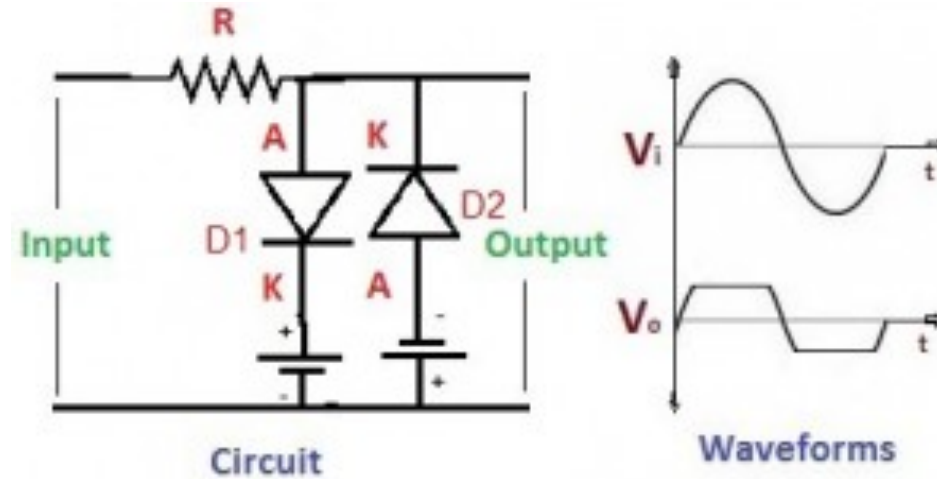 R
A
K
D1
D2
Input
Output
K
A
+
-
-
+
Circuit
Vi
t
Vo
t
Waveforms